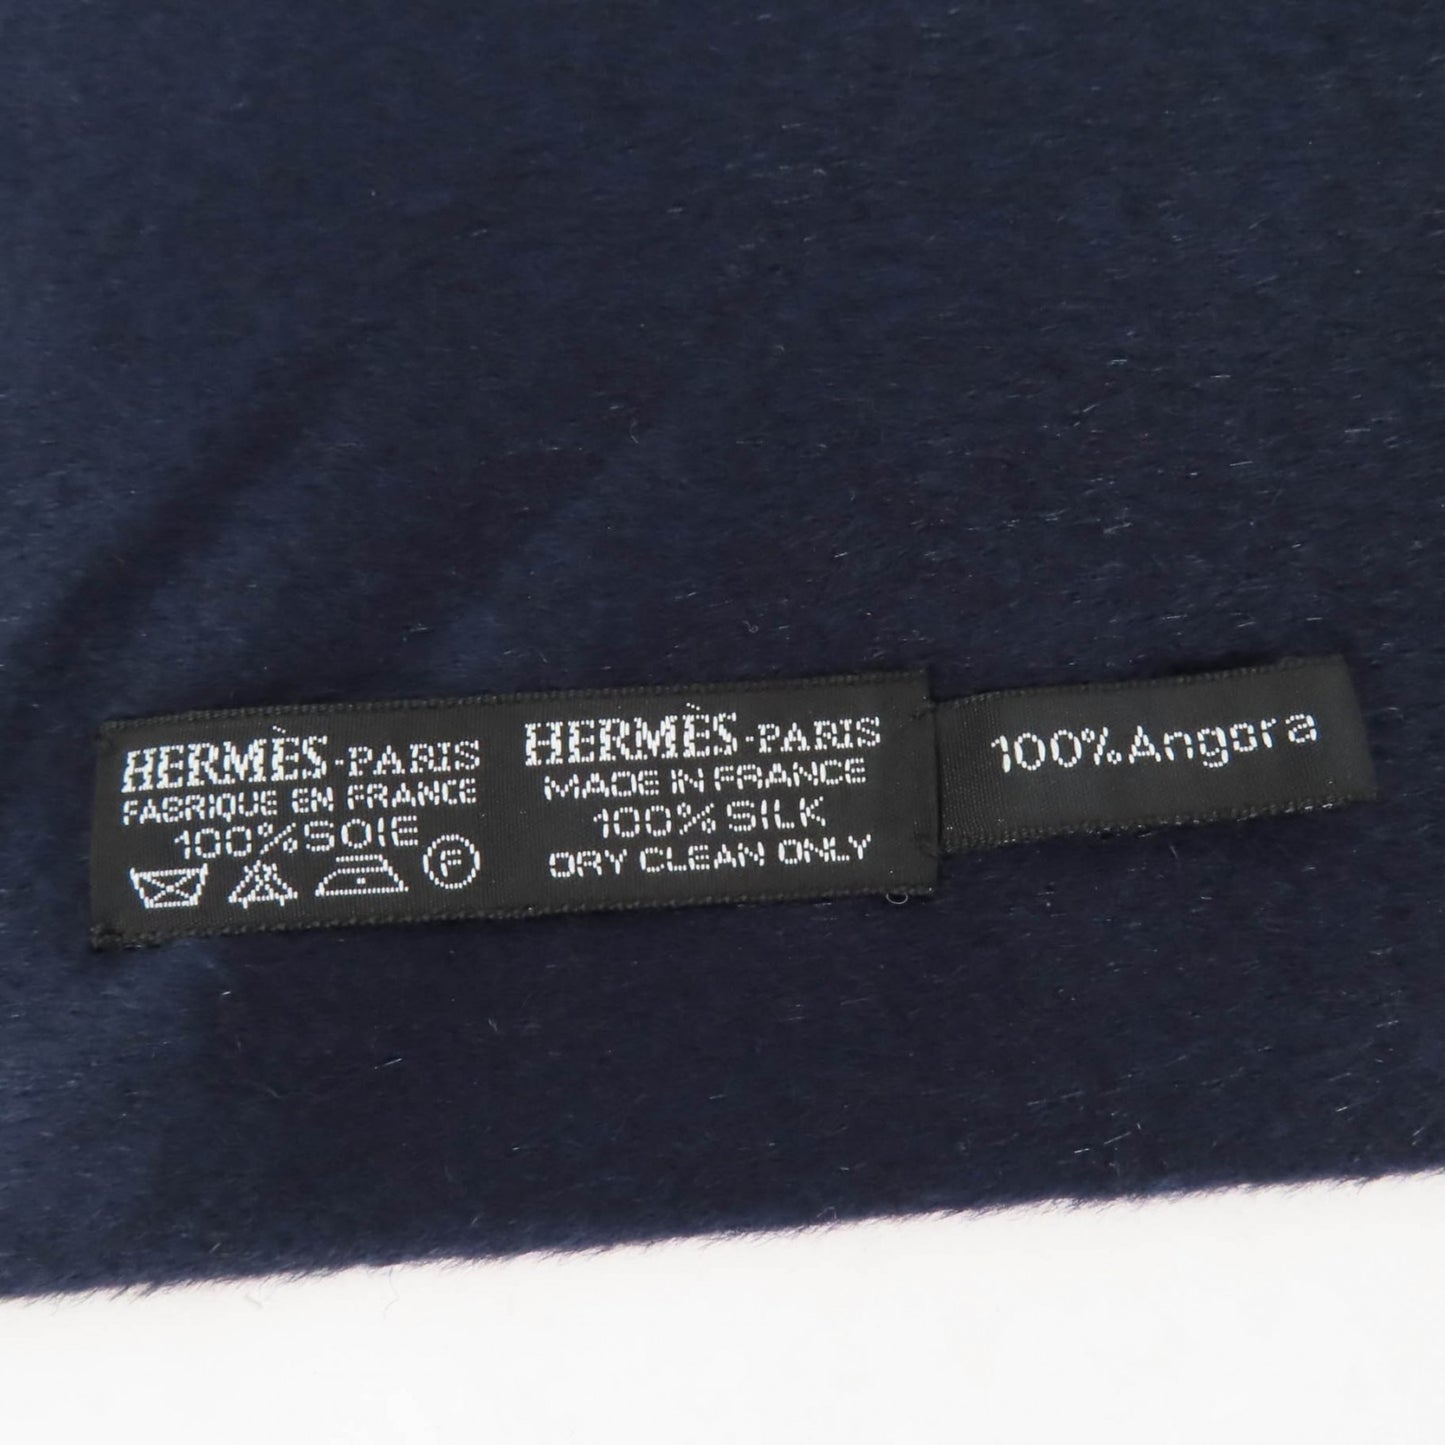 HERMÈS-PARIS
FABRIQUE EN FRANCE
100% SOIE
F
HERMÈS-PARIS
MADE IN FRANCE
100% SILK
DRY CLEAN ONLY
100% Angora